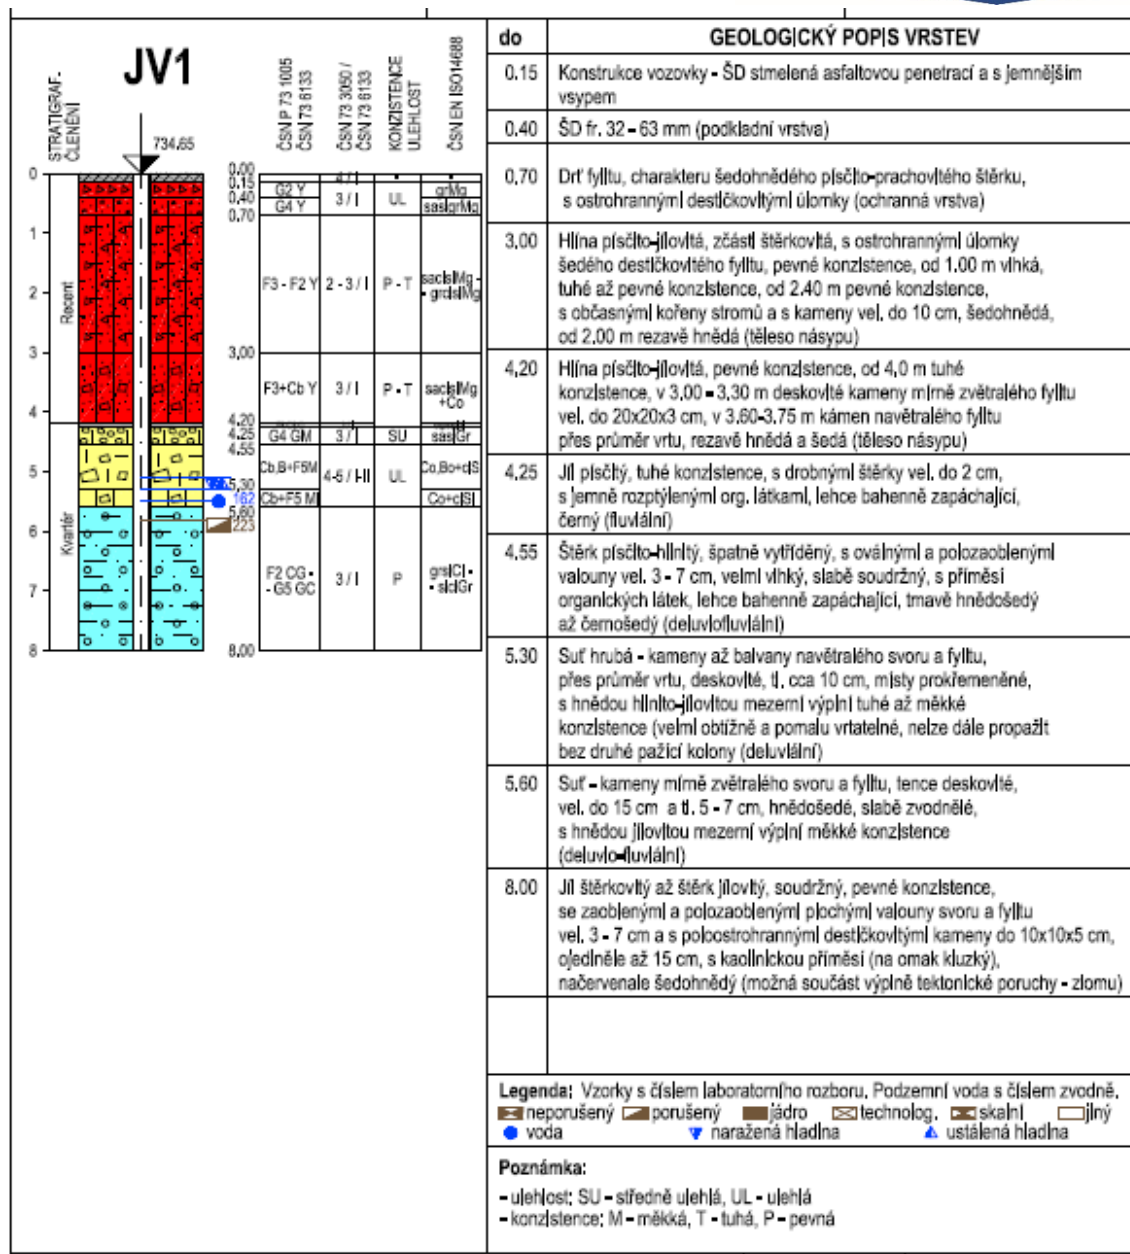 JV1
STRATIGRAF.
ČLENĚNÍ
734.65
ČSN P 73 1005
ČSN 73 6133
ČSN 73 3050 /
ČSN 73 6133
KONZISTENCE
ULEHLOST
ČSN EN ISO14688
0
1
2
3
4
5
6
7
8
Recent
Kvartér
0.00
0.15
0.40
0.70
3.00
4.20
4.25
4.55
5.30
162
5.60
223
8.00
4 / I
G2 Y
grMg
3 / I
UL
G4 Y
sasigrMg
F3 - F2 Y
2 - 3 / I
P - T
sacisiMg -
- grcisiMg
F3+Cb Y
3 / I
P - T
sacisiMg
+Co
G4 GM
3 / I
SU
sasiGr
Cb,B+F5M
4-5 / I-II
UL
Co,Bo+clS
Cb+F5 MI
Co+clSi
F2 CG -
- G5 GC
3 / I
P
grsiCl -
- siclGr
do
GEOLOGICKÝ POPIS VRSTEV
0.15
Konstrukce vozovky - ŠD stmelená asfaltovou penetrací a s jemnějším
vsypem
0.40
ŠD fr. 32 – 63 mm (podkladní vrstva)
0.70
Drť fylitu, charakteru šedohnědého písčito-prachovitého štěrku,
s ostrohrannými destičkovitými úlomky (ochranná vrstva)
3.00
Hlína písčito-jílovitá, zčásti štěrkovitá, s ostrohrannými úlomky
šedého destičkovitého fylitu, pevné konzistence, od 1.00 m vlhká,
tuhé až pevné konzistence, od 2.40 m pevné konzistence,
s občasnými kořeny stromů a s kameny vel. do 10 cm, šedohnědá,
od 2.00 m rezavě hnědá (těleso násypu)
4.20
Hlína písčito-jílovitá, pevné konzistence, od 4,0 m tuhé
konzistence, v 3.00 – 3.30 m deskovité kameny mírně zvětralého fylitu
vel. do 20x20x3 cm, v 3.60-3.75 m kámen navětralého fylitu
přes průměr vrtu, rezavě hnědá a šedá (těleso násypu)
4.25
Jíl písčitý, tuhé konzistence, s drobnými štěrky vel. do 2 cm,
s jemně rozptýlenými org. látkami, lehce bahenně zapáchající,
černý (fluviální)
4.55
Štěrk písčito-hlinitý, špatně vytříděný, s oválnými a polozaoblenými
valouny vel. 3 - 7 cm, velmi vlhký, slabě soudržný, s příměsí
organických látek, lehce bahenně zapáchající, tmavě hnědošedý
až černošedý (deluviofluviální)
5.30
Suť hrubá - kameny až balvany navětralého svoru a fylitu,
přes průměr vrtu, deskovité, tl. cca 10 cm, místy prokřemeněné,
s hnědou hlinito-jílovitou mezerní výplní tuhé až měkké
konzistence (velmi obtížně a pomalu vrtatelné, nelze dále propažit
bez druhé pažící kolony (deluviální)
5.60
Suť – kameny mírně zvětralého svoru a fylitu, tence deskovité,
vel. do 15 cm a tl. 5 - 7 cm, hnědošedé, slabě zvodnělé,
s hnědou jílovitou mezerní výplní měkké konzistence
(deluvio-fluviální)
8.00
Jíl štěrkovitý až štěrk jílovitý, soudržný, pevné konzistence,
se zaoblenými a polozaoblenými plochými valouny svoru a fylitu
vel. 3 - 7 cm a s poloostrohrannými destičkovitými kameny do 10x10x5 cm,
ojediněle až 15 cm, s kaolinickou příměsí (na omak kluzký),
načervenale šedohnědý (možná součást výplně tektonické poruchy - zlomu)
Legenda: Vzorky s číslem laboratorního rozboru. Podzemní voda s číslem zvodně.
neporušený porušený jádro technolog. skalní jiný
voda naražená hladina ustálená hladina
Poznámka:
- ulehlost: SU – středně ulehlá, UL - ulehlá
- konzistence: M – měkká, T - tuhá, P – pevná